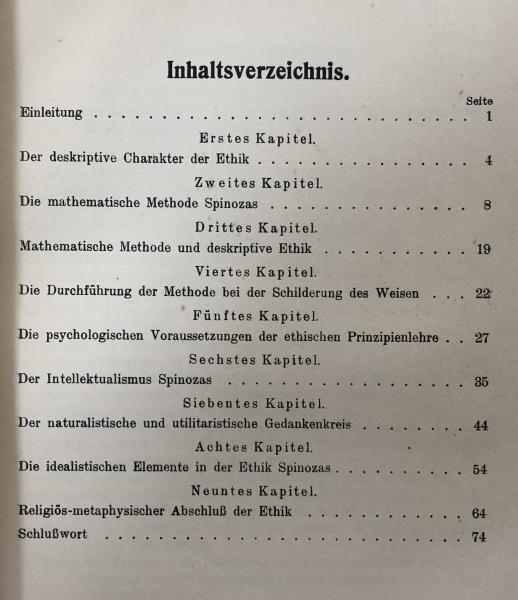 Inhaltsverzeichnis.
Seite
Einleitung . . . . . . . . . . . . . . . . . . . . . . . . . . . . 1
Erstes Kapitel.
Der deskriptive Charakter der Ethik . . . . . . . . . . . . . . . . 4
Zweites Kapitel.
Die mathematische Methode Spinozas . . . . . . . . . . . . . . . 8
Drittes Kapitel.
Mathematische Methode und deskriptive Ethik . . . . . . . . . . . 19
Viertes Kapitel.
Die Durchführung der Methode bei der Schilderung des Weisen . . . 22
Fünftes Kapitel.
Die psychologischen Voraussetzungen der ethischen Prinzipienlehre . . 27
Sechstes Kapitel.
Der Intellektualismus Spinozas . . . . . . . . . . . . . . . . . . 35
Siebentes Kapitel.
Der naturalistische und utilitaristische Gedankenkreis . . . . . . . . 44
Achtes Kapitel.
Die idealistischen Elemente in der Ethik Spinozas . . . . . . . . . . 54
Neuntes Kapitel.
Religiös-metaphysischer Abschluß der Ethik . . . . . . . . . . . . 64
Schlußwort . . . . . . . . . . . . . . . . . . . . . . . . . . . 74